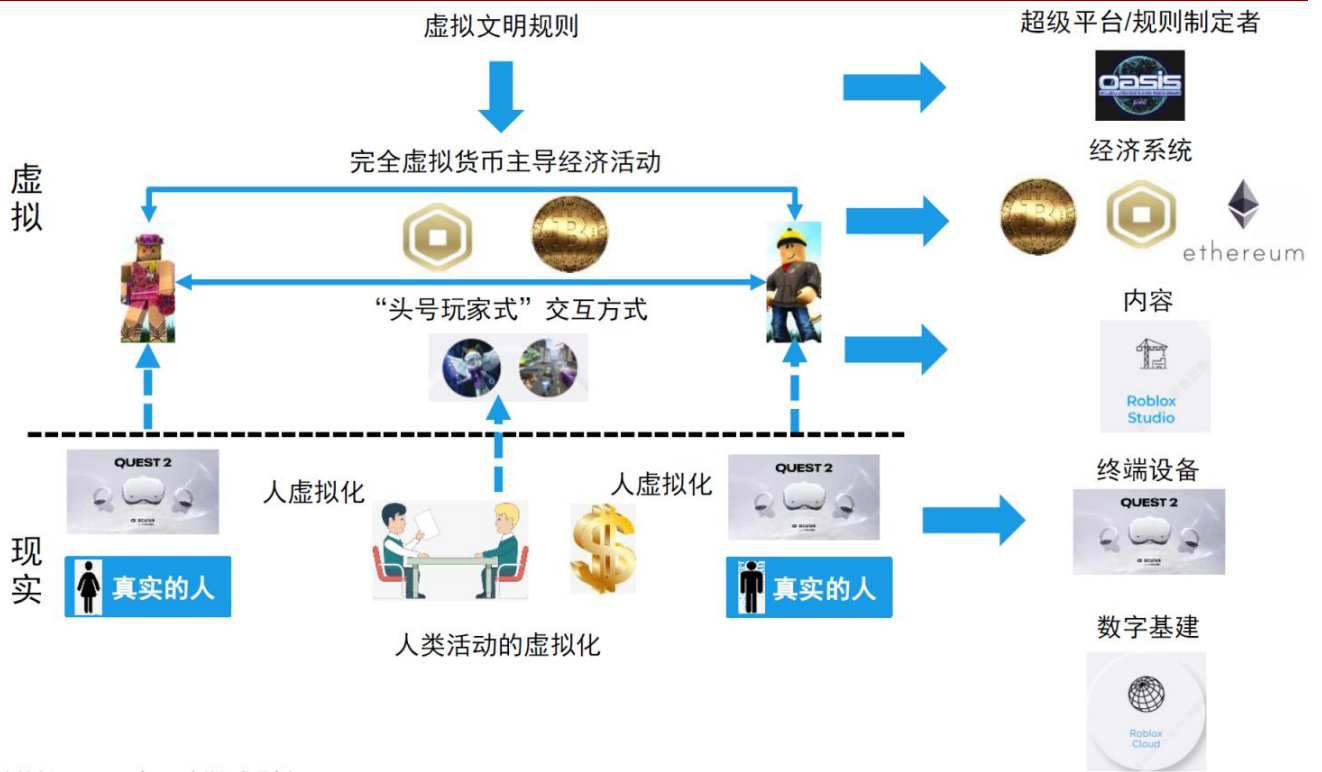 虚拟文明规则
超级平台/规则制定者
oasis
经济系统
完全虚拟货币主导经济活动
虚拟
ethereum
“头号玩家式”交互方式
内容
Roblox
Studio
QUEST 2
人虚拟化
人虚拟化
QUEST 2
终端设备
QUEST 2
现实
真实的人
真实的人
人类活动的虚拟化
数字基建
Roblox
Cloud